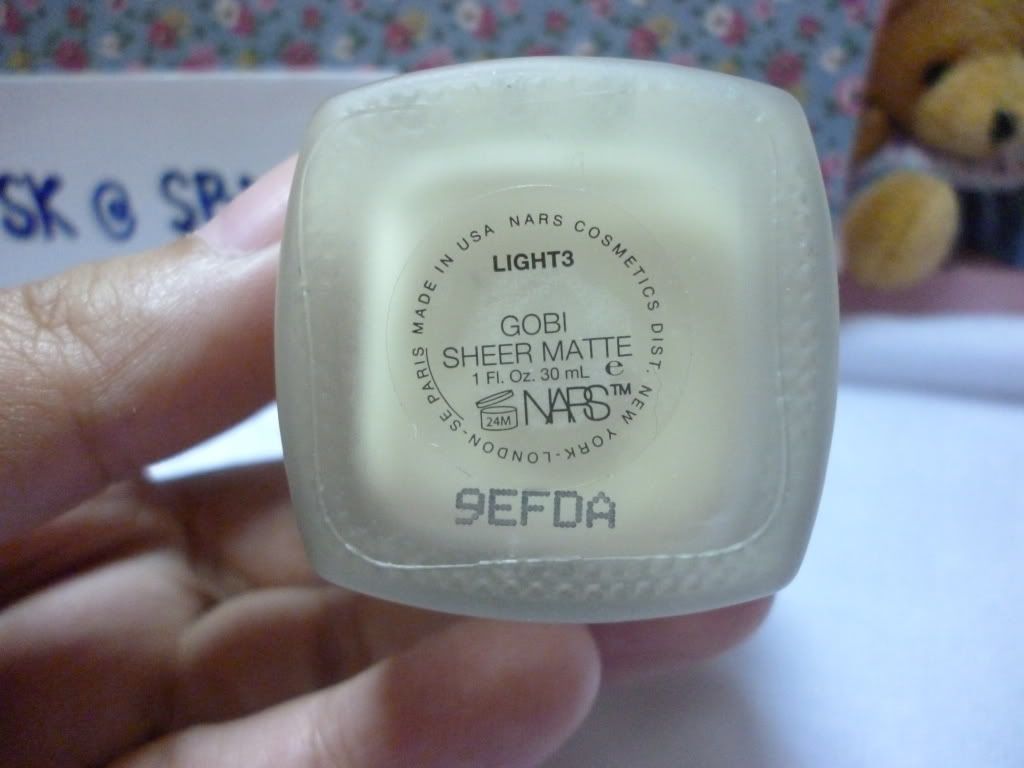 SK @ SB
MADE IN USA NARS COSMETICS DIST. NEW YORK-LONDON-SE PARIS
LIGHT3
GOBI
SHEER MATTE
1 Fl. Oz. 30 mL ℮
24M NARS™
9EFDA